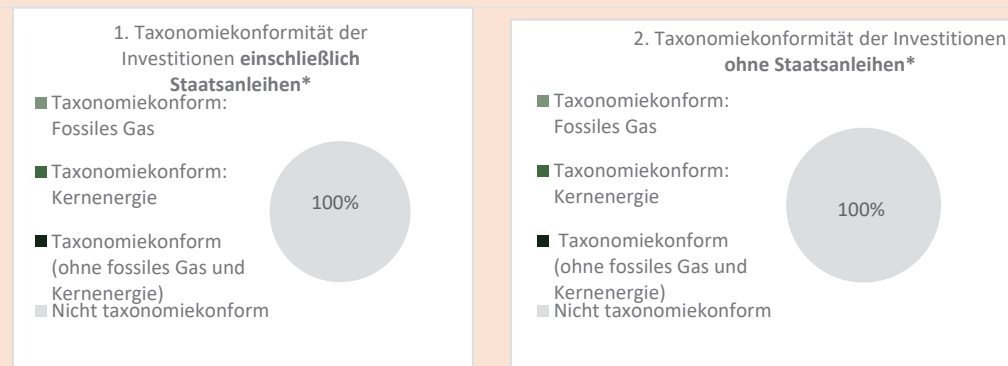 1. Taxonomiekonformität der
Investitionen einschließlich
Staatsanleihen*
Taxonomiekonform:
Fossiles Gas
Taxonomiekonform:
Kernenergie
Taxonomiekonform
(ohne fossiles Gas und
Kernenergie)
Nicht taxonomiekonform
100%
2. Taxonomiekonformität der Investitionen
ohne Staatsanleihen*
Taxonomiekonform:
Fossiles Gas
Taxonomiekonform:
Kernenergie
Taxonomiekonform
(ohne fossiles Gas und
Kernenergie)
Nicht taxonomiekonform
100%